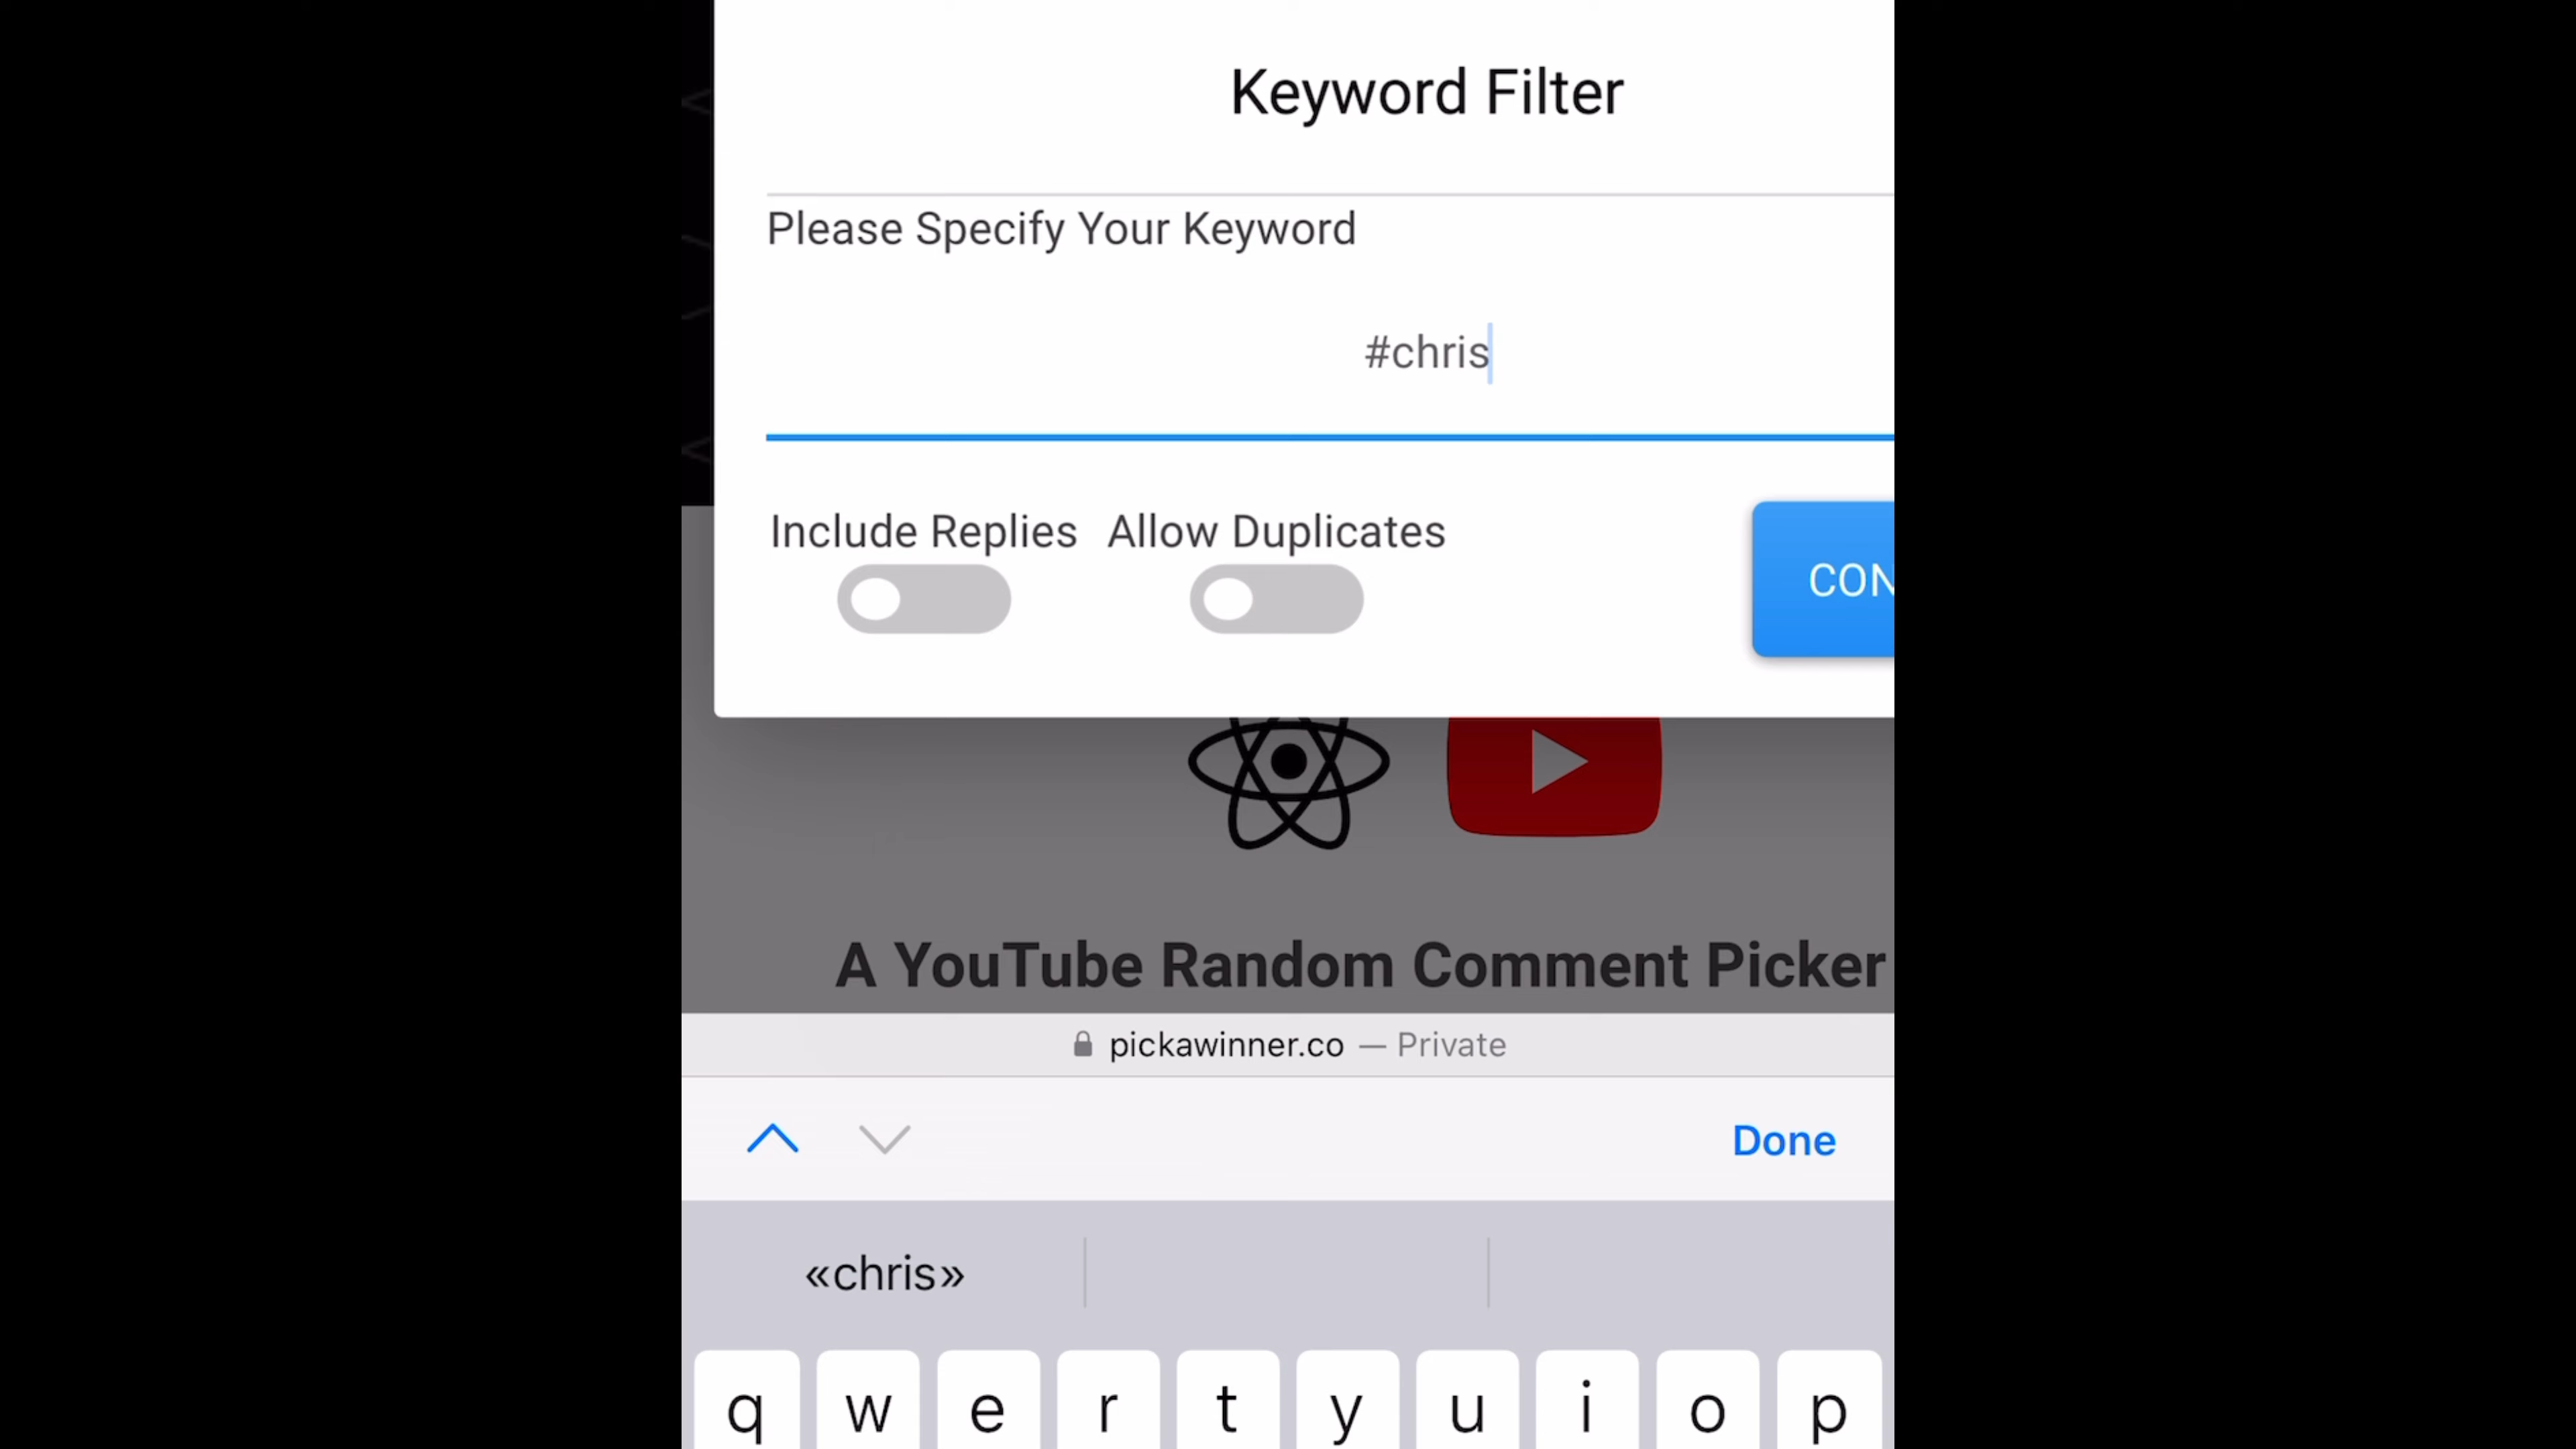 Keyword Filter
Please Specify Your Keyword
#chris
Include Replies Allow Duplicates
CON
A YouTube Random Comment Picker
pickawinner.co — Private
Done
«chris»
q w e r t y u i o p